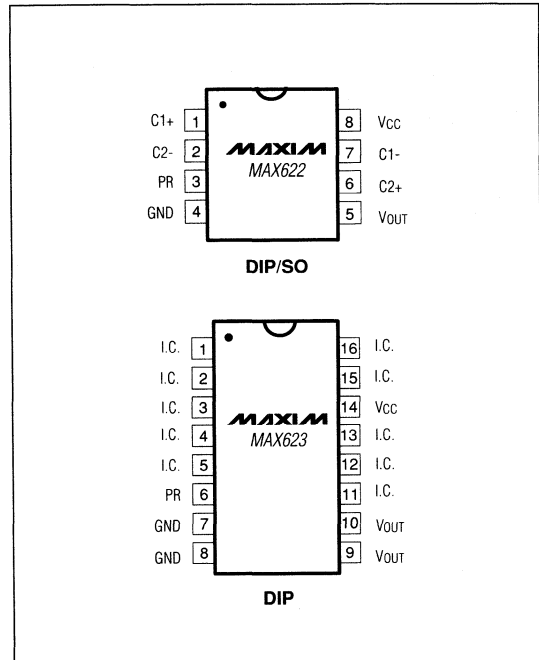 C1+ 1 8 VCC
C2- 2 MAXIM 7 C1-
MAX622
PR 3 6 C2+
GND 4 5 VOUT
DIP/SO
I.C. 1 16 I.C.
I.C. 2 15 I.C.
I.C. 3 14 VCC
MAXIM
I.C. 4 MAX623 13 I.C.
I.C. 5 12 I.C.
PR 6 11 I.C.
GND 7 10 VOUT
GND 8 9 VOUT
DIP